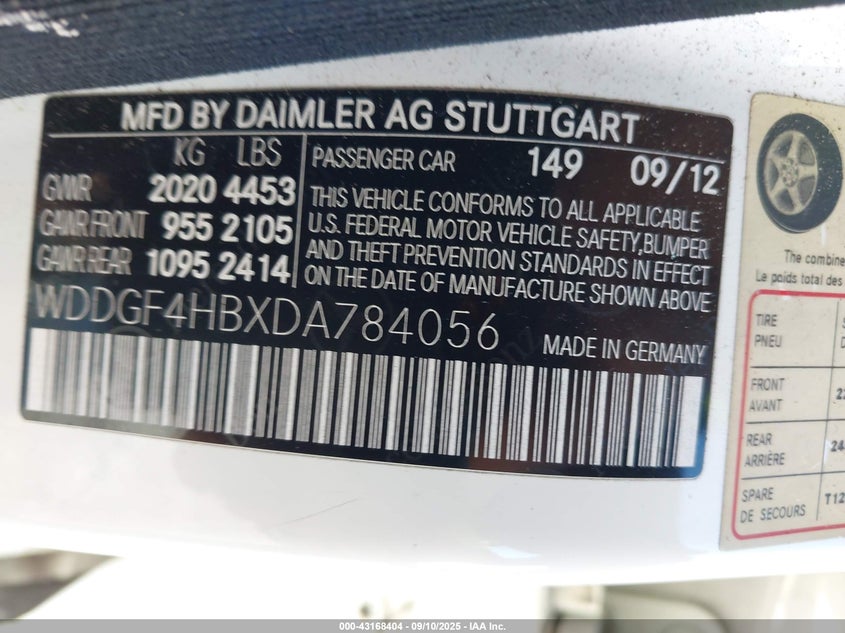 MFD BY DAIMLER AG STUTTGART
KG LBS
GVWR 2020 4453
GAWR FRONT 955 2105
GAWR REAR 1095 2414
PASSENGER CAR 149 09/12
THIS VEHICLE CONFORMS TO ALL APPLICABLE
U.S. FEDERAL MOTOR VEHICLE SAFETY,BUMPER
AND THEFT PREVENTION STANDARDS IN EFFECT
ON THE DATE OF MANUFACTURE SHOWN ABOVE
WDDGF4HBXDA784056
MADE IN GERMANY
The combine
Le poids total des
TIRE
PNEU
FRONT
AVANT
REAR
ARRIÈRE
24
SPARE
DE SECOURS
T12
000-43168404 - 09/10/2025 - IAA Inc.